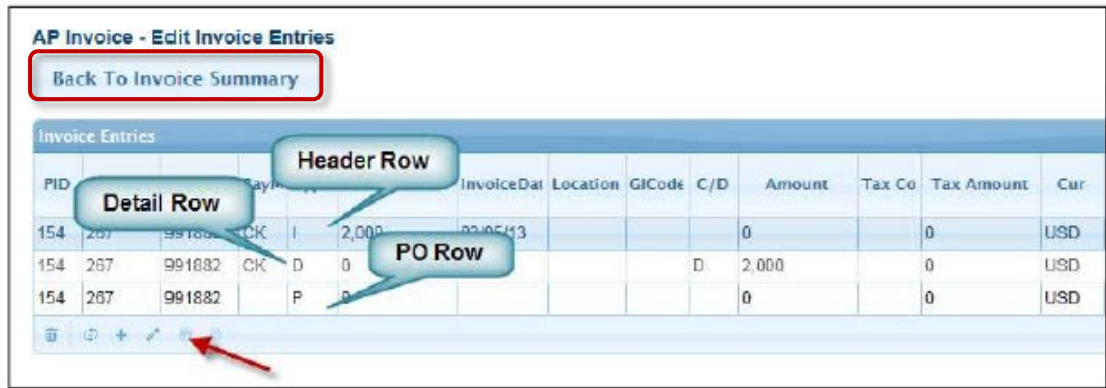 AP Invoice - Edit Invoice Entries
Back To Invoice Summary
Invoice Entries
Header Row
PID InvoiceDat Location GlCode C/D Amount Tax Co Tax Amount Cur
Detail Row
154 267 991882 CK I 2,000 0 0 USD
PO Row
154 267 991882 CK D 0 D 2,000 0 USD
154 267 991882 P 0 0 USD